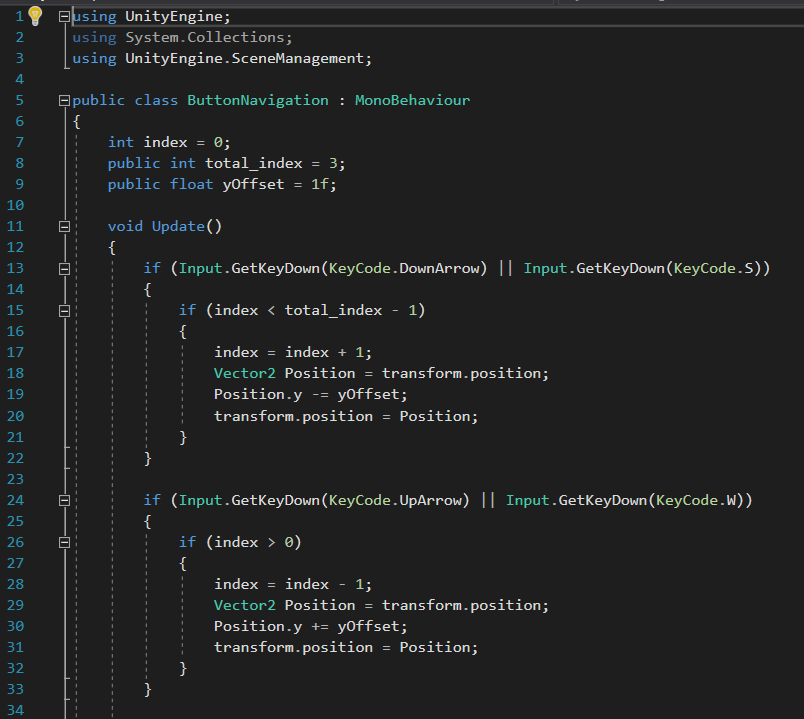 1 using UnityEngine;
2 using System.Collections;
3 using UnityEngine.SceneManagement;
4
5 public class ButtonNavigation : MonoBehaviour
6 {
7 int index = 0;
8 public int total_index = 3;
9 public float yOffset = 1f;
10
11 void Update()
12 {
13 if (Input.GetKeyDown(KeyCode.DownArrow) || Input.GetKeyDown(KeyCode.S))
14 {
15 if (index < total_index - 1)
16 {
17 index = index + 1;
18 Vector2 Position = transform.position;
19 Position.y -= yOffset;
20 transform.position = Position;
21 }
22 }
23
24 if (Input.GetKeyDown(KeyCode.UpArrow) || Input.GetKeyDown(KeyCode.W))
25 {
26 if (index > 0)
27 {
28 index = index - 1;
29 Vector2 Position = transform.position;
30 Position.y += yOffset;
31 transform.position = Position;
32 }
33 }
34